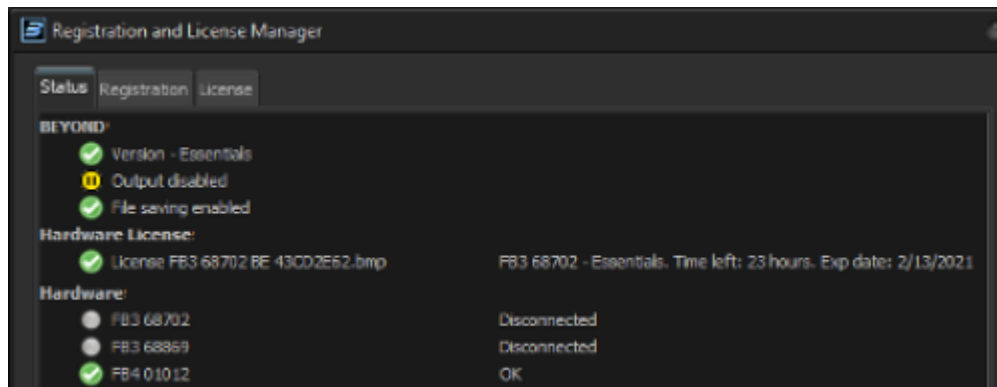 Registration and License Manager
Status Registration License
BEYOND:
Version - Essentials
Output disabled
File saving enabled
Hardware License:
License FB3 68702 BE 43CD2E62.bmp FB3 68702 - Essentials. Time left: 23 hours. Exp date: 2/13/2021
Hardware:
FB3 68702 Disconnected
FB3 68869 Disconnected
FB4 01012 OK